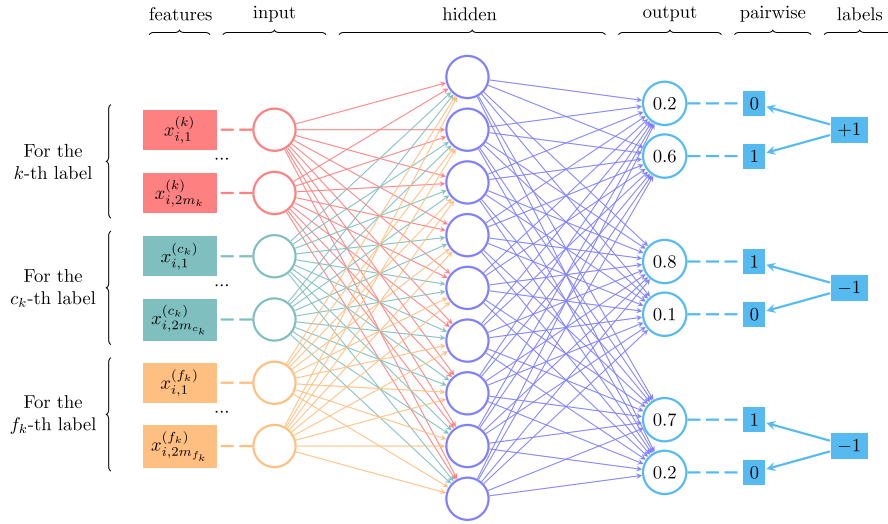 features input hidden output pairwise labels
For the
k-th label
x_{i,1}^{(k)}
...
x_{i,2m_k}^{(k)}
For the
c_k-th label
x_{i,1}^{(c_k)}
...
x_{i,2m_{c_k}}^{(c_k)}
For the
f_k-th label
x_{i,1}^{(f_k)}
...
x_{i,2m_{f_k}}^{(f_k)}
0.2 0
+1
0.6 1
0.8 1
−1
0.1 0
0.7 1
−1
0.2 0